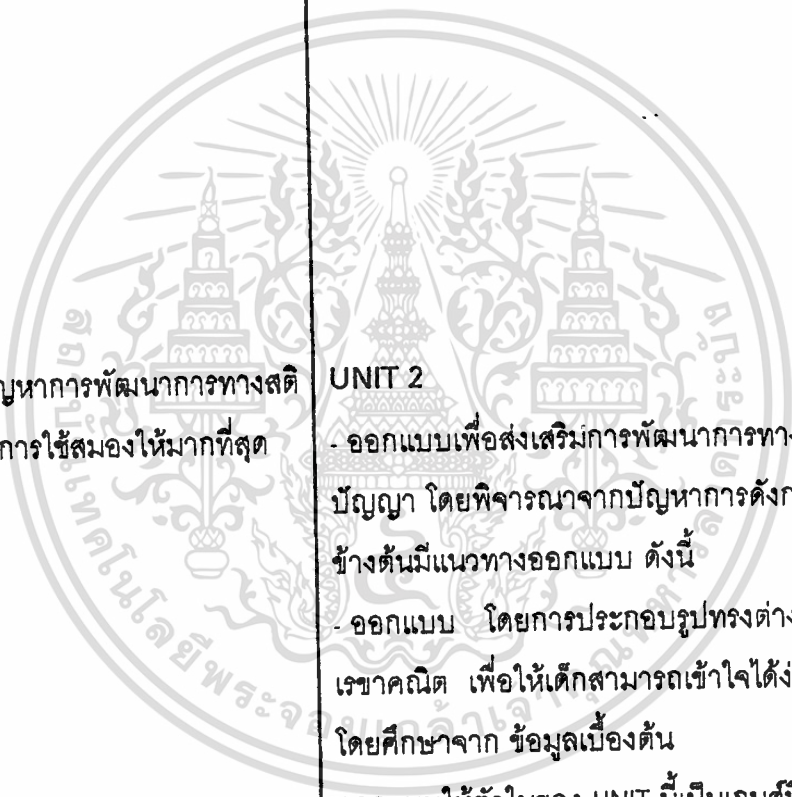 ญหาการพัฒนาการทางสติ
การใช้สมองให้มากที่สุด
UNIT 2
- ออกแบบเพื่อส่งเสริมการพัฒนาการทาง
ปัญญา โดยพิจารณาจากปัญหาการดังก
ข้างต้นมีแนวทางออกแบบ ดังนี้
- ออกแบบ โดยการประกอบรูปทรงต่าง
เรขาคณิต เพื่อให้เด็กสามารถเข้าใจได้ง่
โดยศึกษาจาก ข้อมูลเบื้องต้น
UNIT นี้เป็นเกมส์